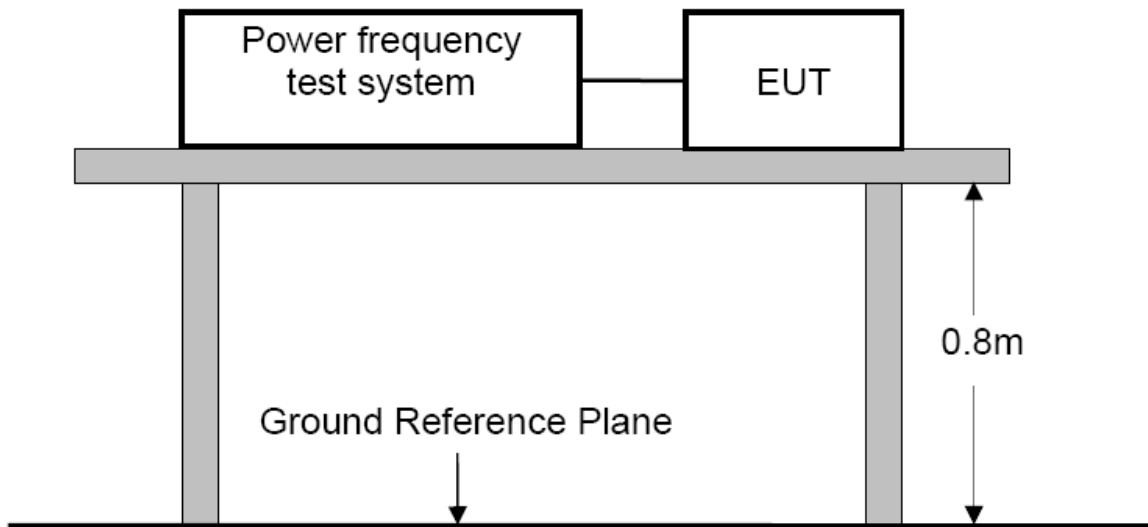 Power frequency
test system
EUT
0.8m
Ground Reference Plane